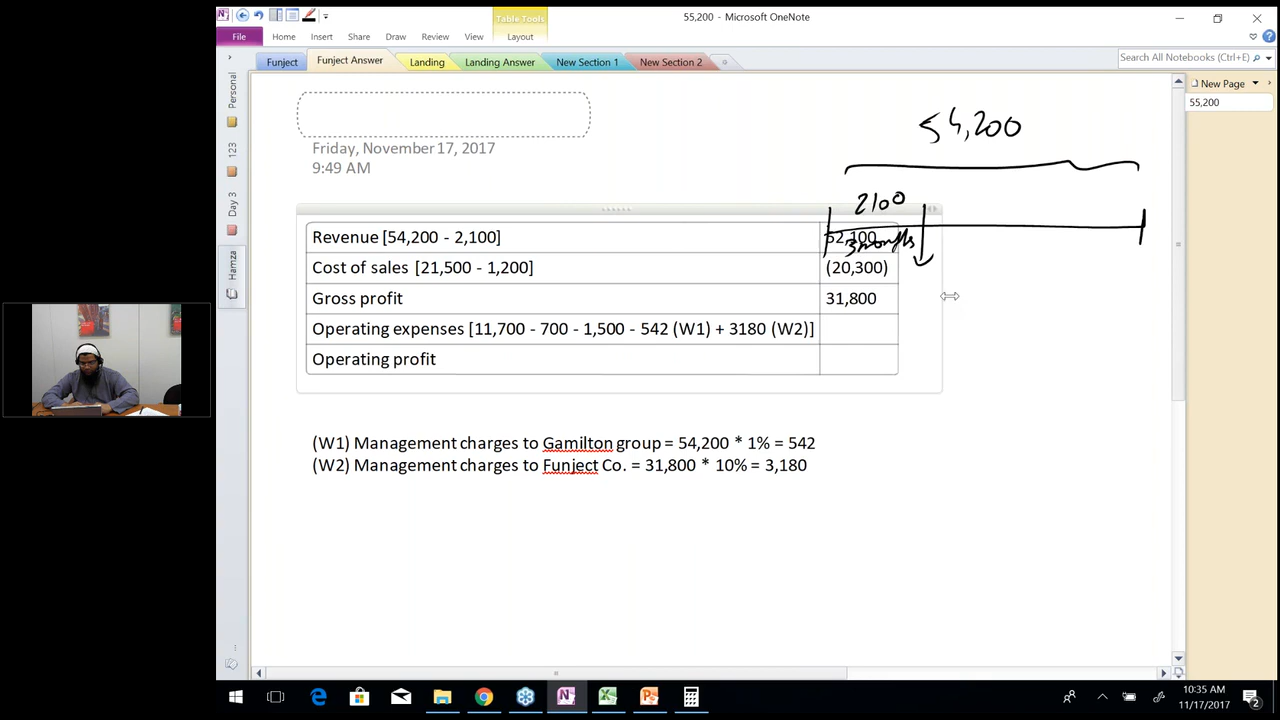 55,200 - Microsoft OneNote
Table Tools
File Home Insert Share Draw Review View Layout
Search All Notebooks (Ctrl+E)
Funject Funject Answer Landing Landing Answer New Section 1 New Section 2
New Page
55,200
Personal
123
Day 3
Hamza
Friday, November 17, 2017
9:49 AM
54,200
2100
3 months
Revenue [54,200 - 2,100] 52,100
Cost of sales [21,500 - 1,200] (20,300)
Gross profit 31,800
Operating expenses [11,700 - 700 - 1,500 - 542 (W1) + 3180 (W2)]
Operating profit
(W1) Management charges to Gamilton group = 54,200 * 1% = 542
(W2) Management charges to Funject Co. = 31,800 * 10% = 3,180
10:35 AM
11/17/2017
2